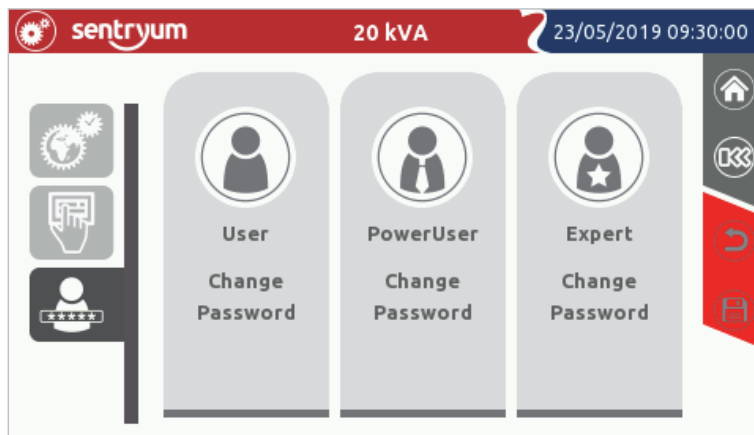 sentryum
20 kVA
23/05/2019 09:30:00
*****
User
Change
Password
PowerUser
Change
Password
Expert
Change
Password